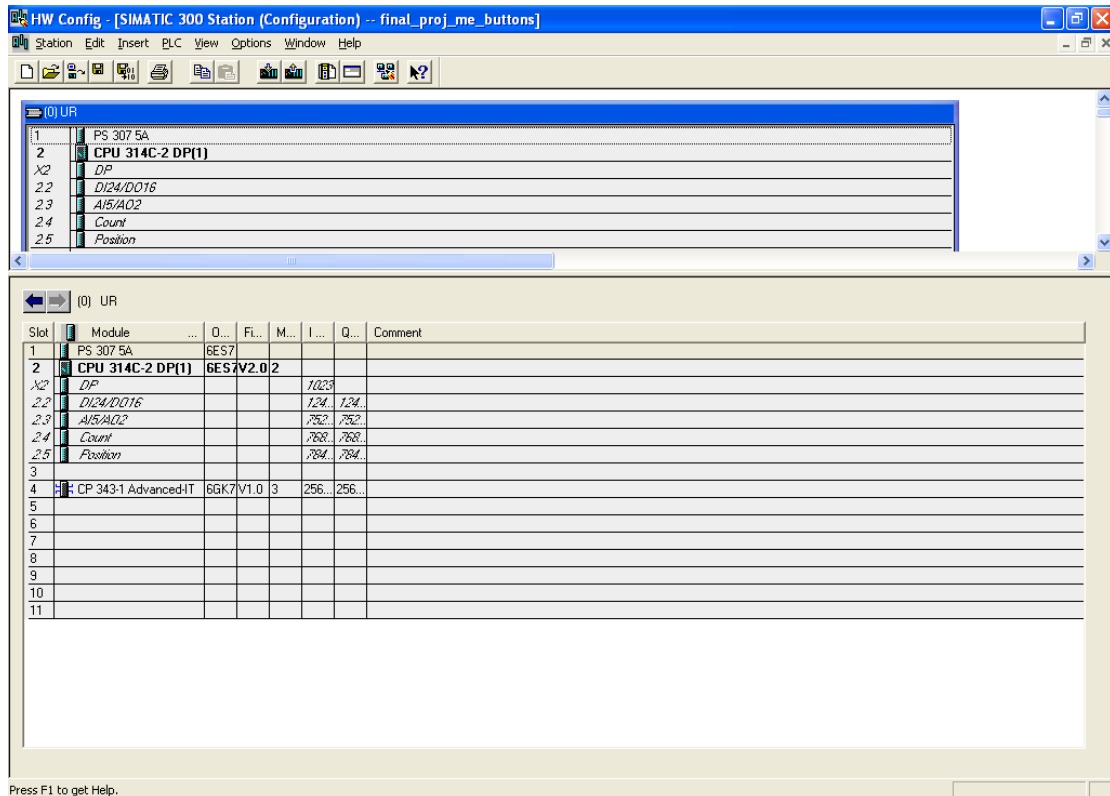 HW Config - [SIMATIC 300 Station (Configuration) -- final_proj_me_buttons]
Station Edit Insert PLC View Options Window Help
(0) UR
1 PS 307 5A
2 CPU 314C-2 DP(1)
X2 DP
2.2 DI24/DO16
2.3 AI5/AO2
2.4 Count
2.5 Position
(0) UR
Slot Module ... O... Fi... M... I ... Q... Comment
1 PS 307 5A 6ES7
2 CPU 314C-2 DP(1) 6ES7 V2.0 2
X2 DP 1023
2.2 DI24/DO16 124... 124...
2.3 AI5/AO2 752... 752...
2.4 Count 768... 768...
2.5 Position 784... 784...
3
4 CP 343-1 Advanced-IT 6GK7 V1.0 3 256... 256...
5
6
7
8
9
10
11
Press F1 to get Help.